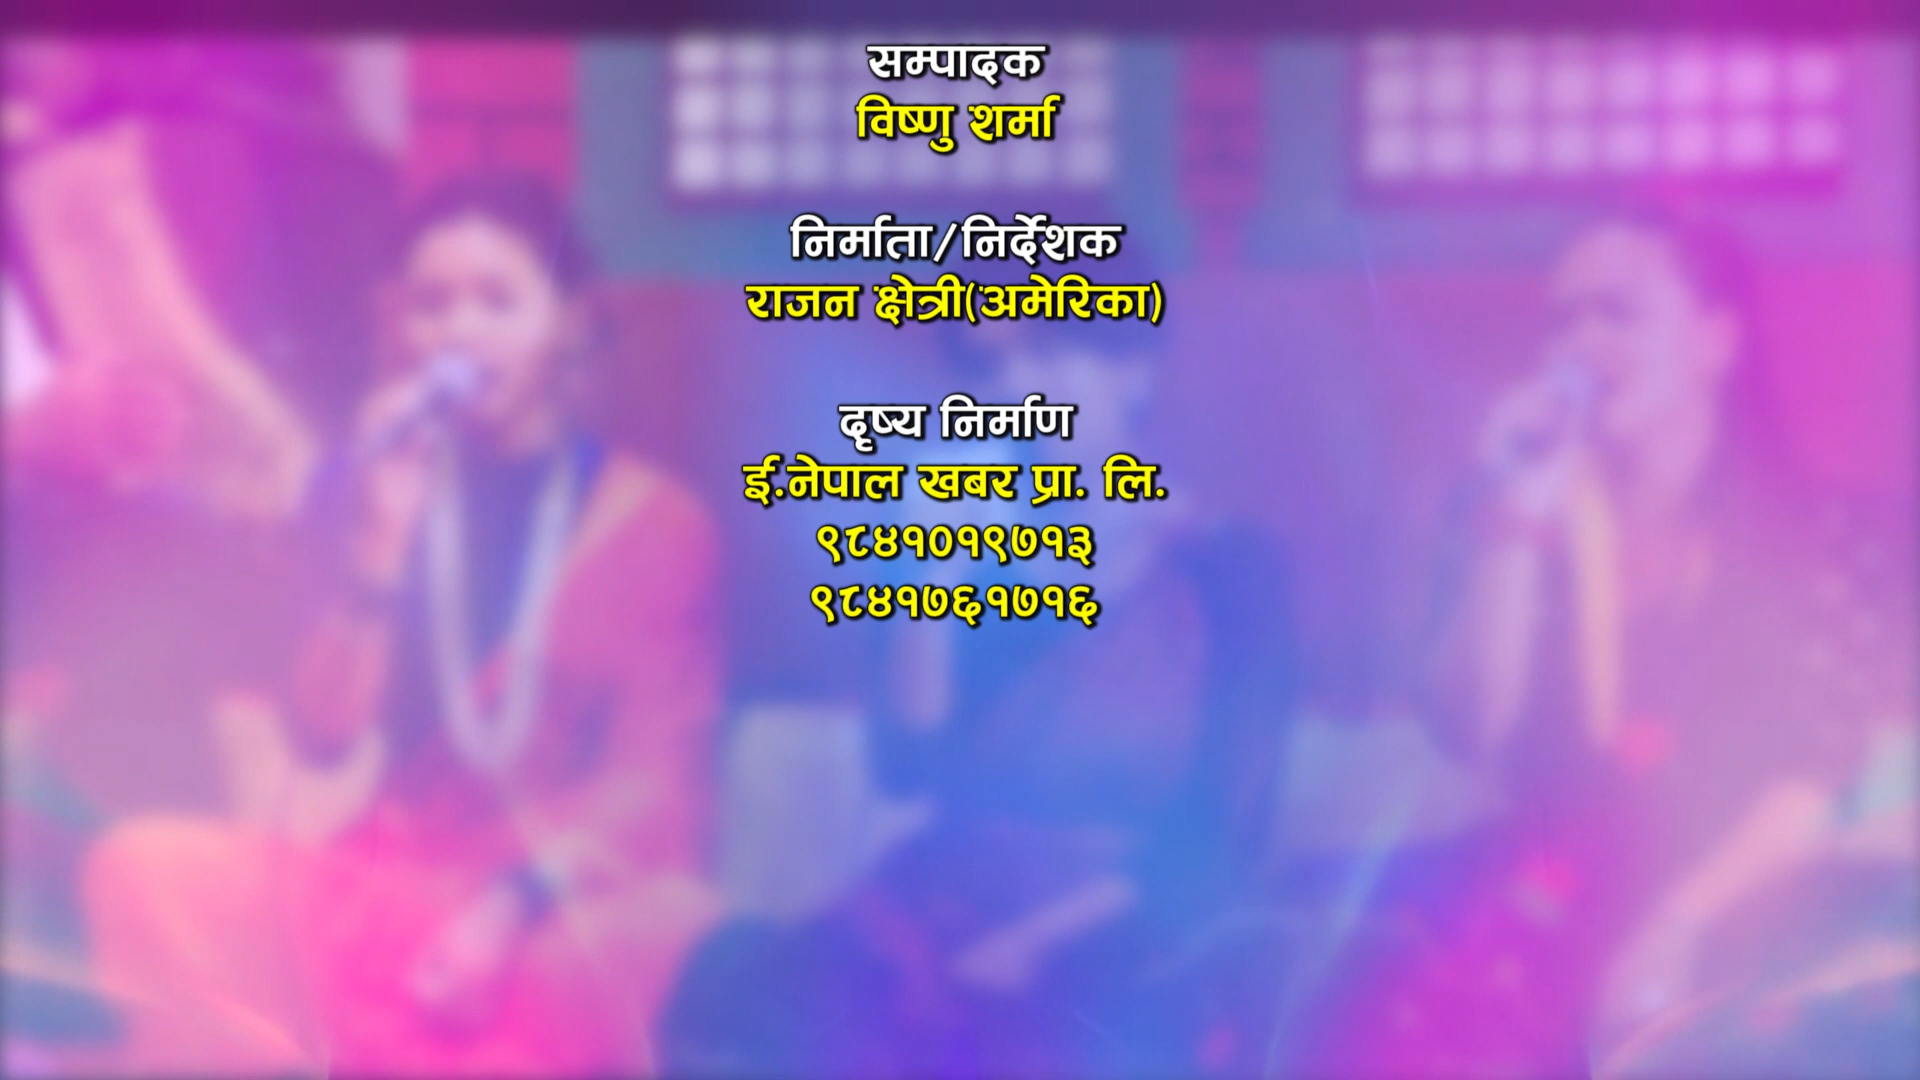 सम्पादक
विष्णु शर्मा
निर्माता/निर्देशक
राजन क्षेत्री(अमेरिका)
दृष्य निर्माण
ई.नेपाल खबर प्रा. लि.
९८४१०१९७१३
९८४१७६१७१६